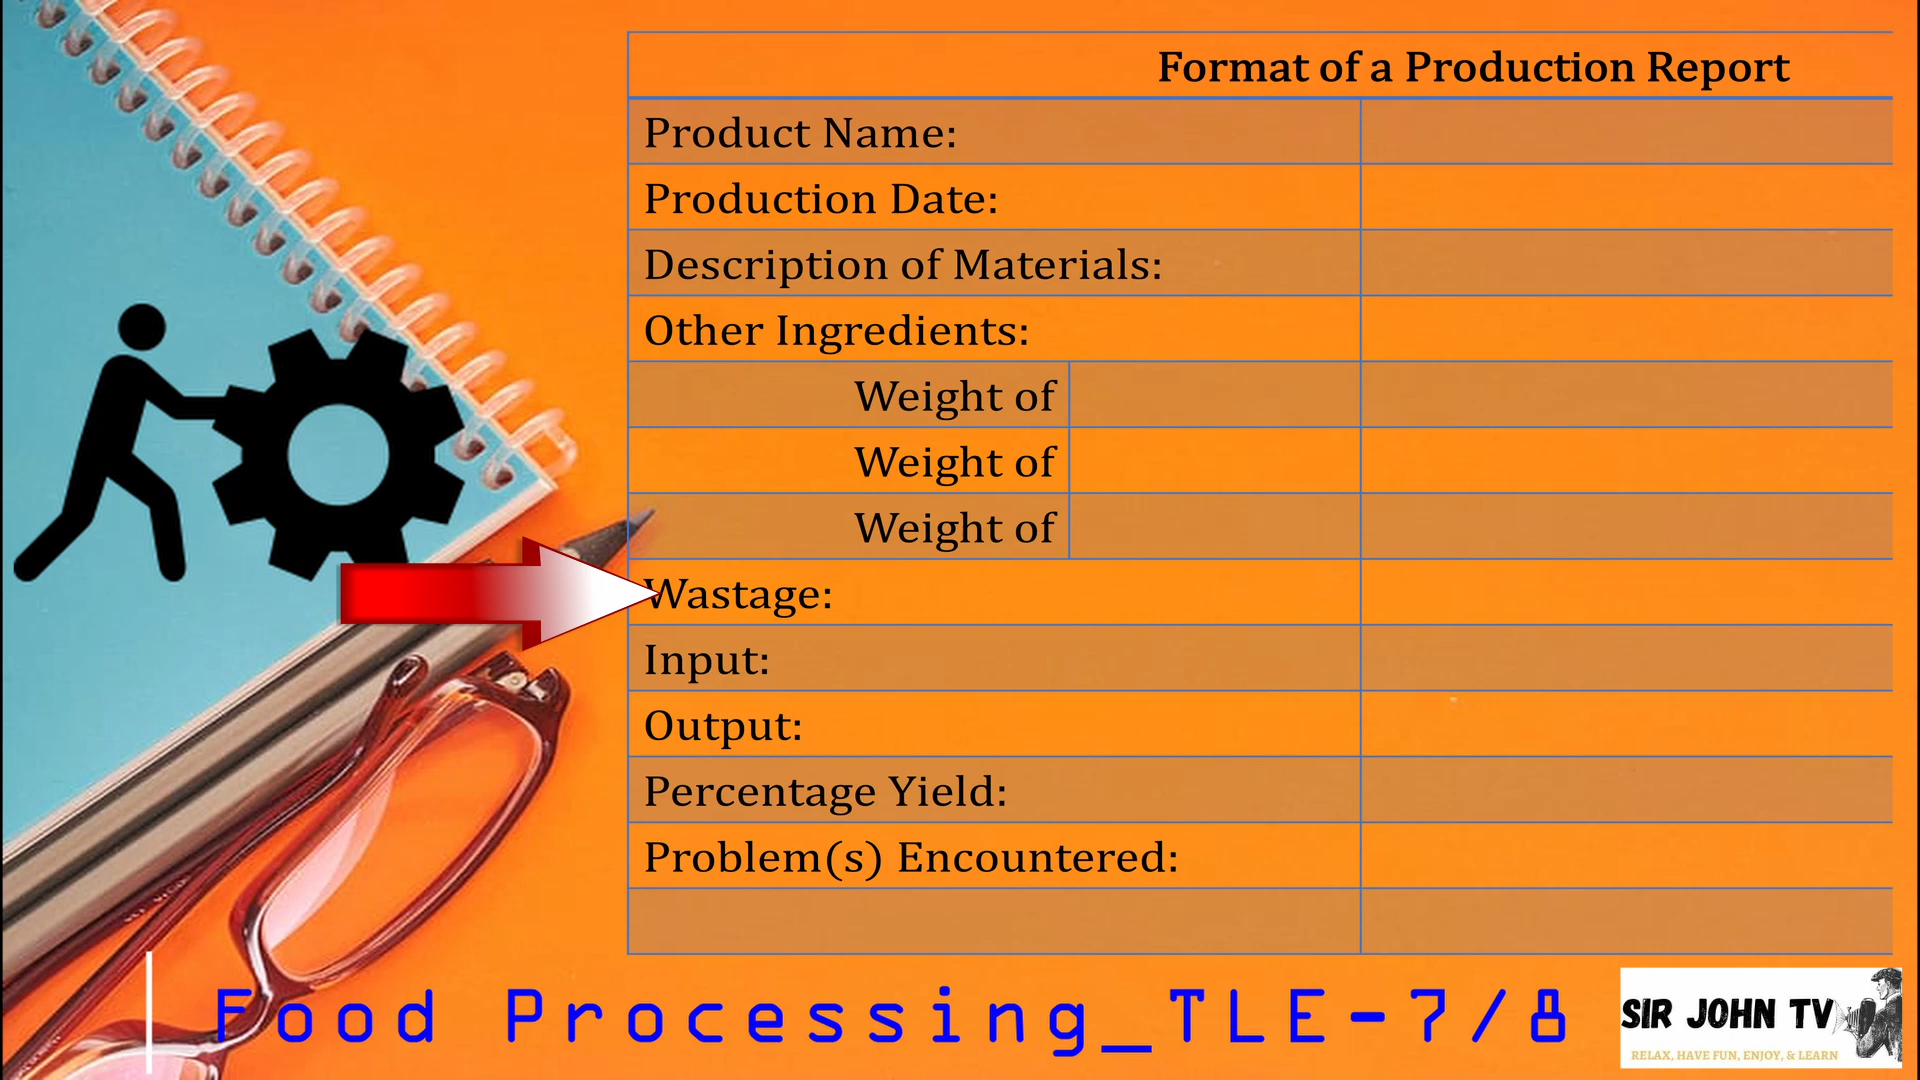 Format of a Production Report
Product Name:
Production Date:
Description of Materials:
Other Ingredients:
Weight of
Weight of
Weight of
Wastage:
Input:
Output:
Percentage Yield:
Problem(s) Encountered:
Food Processing_TLE-7/8
SIR JOHN TV
RELAX, HAVE FUN, ENJOY, & LEARN